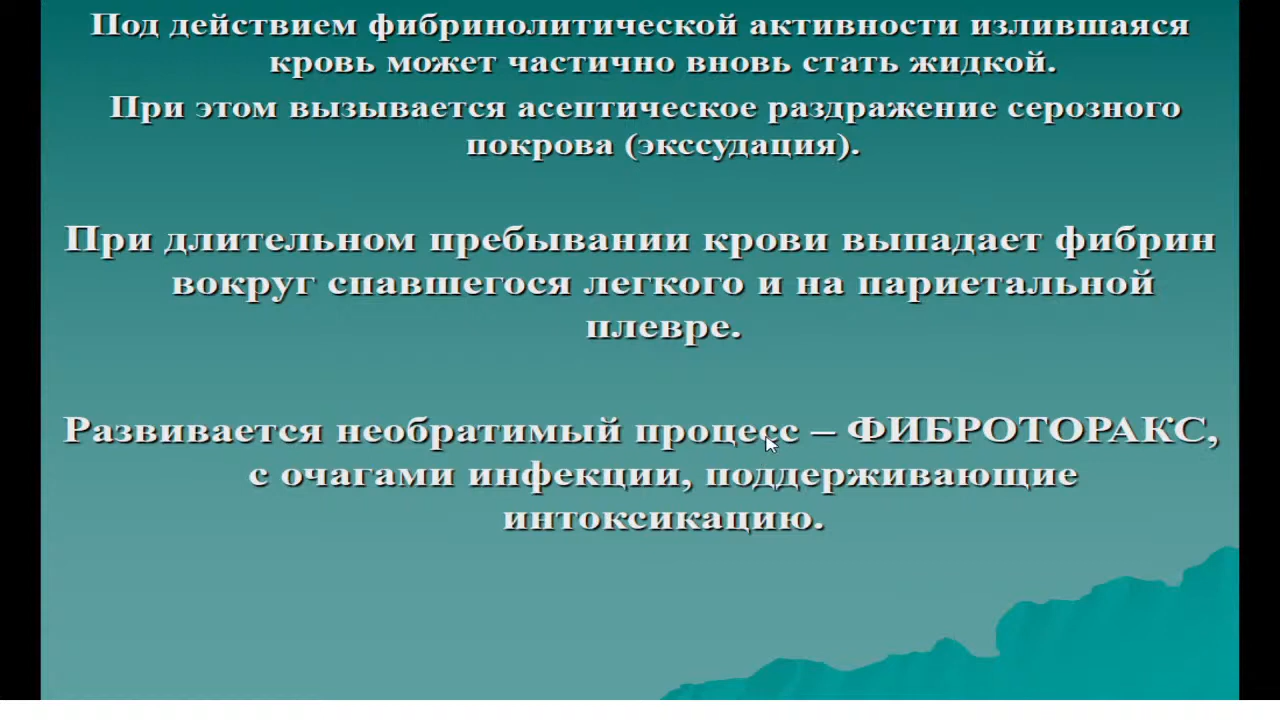 Под действием фибринолитической активности излившаяся
кровь может частично вновь стать жидкой.
При этом вызывается асептическое раздражение серозного
покрова (экссудация).
При длительном пребывании крови выпадает фибрин
вокруг спавшегося легкого и на париетальной
плевре.
Развивается необратимый процесс – ФИБРОТОРАКС,
с очагами инфекции, поддерживающие
интоксикацию.